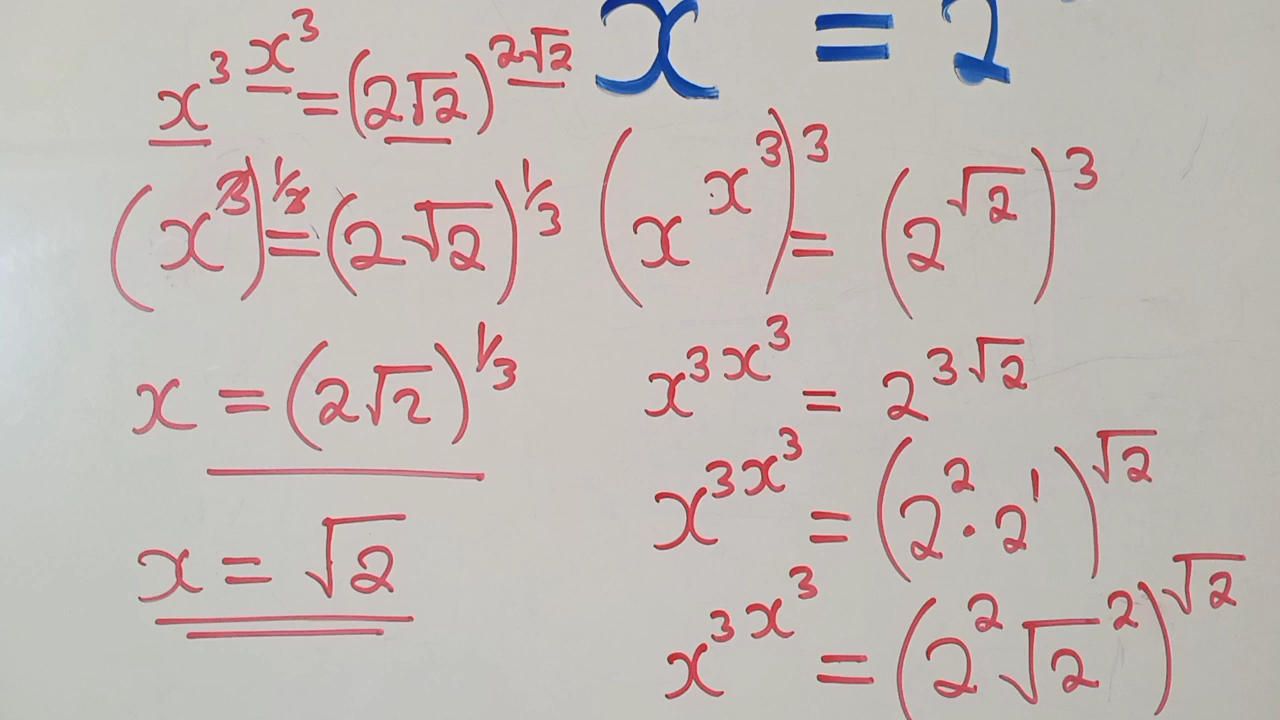 x = 2
(x^{x^3})^3 = (2^{√2})^3
x^{3x^3} = 2^{3√2}
x^{3x^3} = (2^2 · 2^1)^{√2}
x^{3x^3} = (2^2 √2^2)^{√2}
x^{3x^3} = (2√2)^{2√2}
(x^3)^{1/3} = (2√2)^{1/3}
x = (2√2)^{1/3}
x = √2